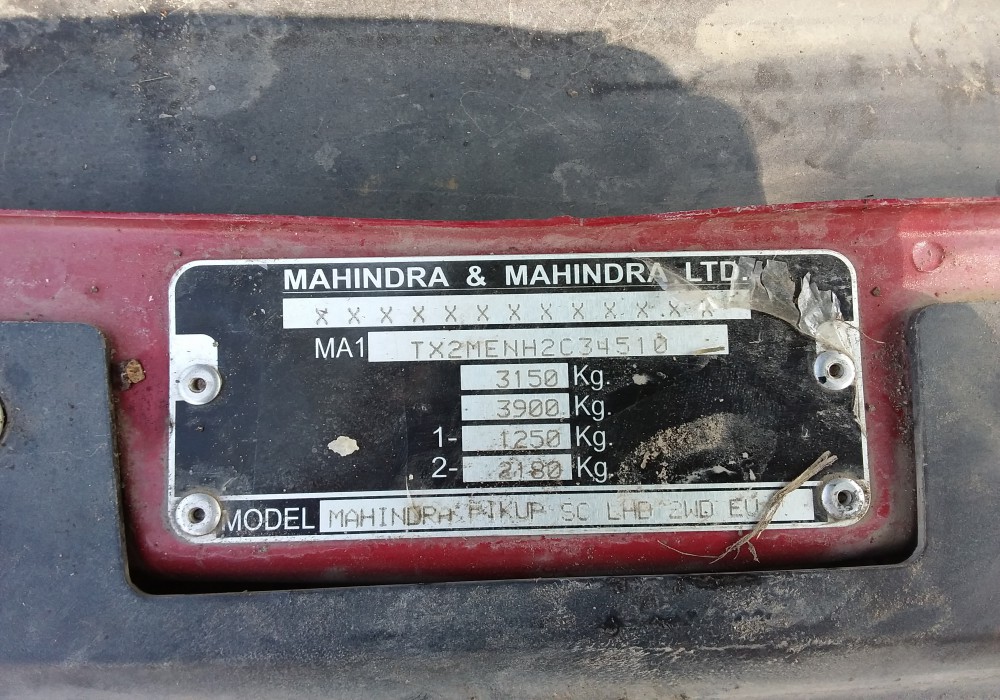 MAHINDRA & MAHINDRA LTD.
X X X X X X X X X X X X X
MA1 TX2MENH2C34510
3150 Kg.
3900 Kg.
1- 1250 Kg.
2- 2180 Kg.
MODEL MAHINDRA PIKUP SC LHD 2WD EU